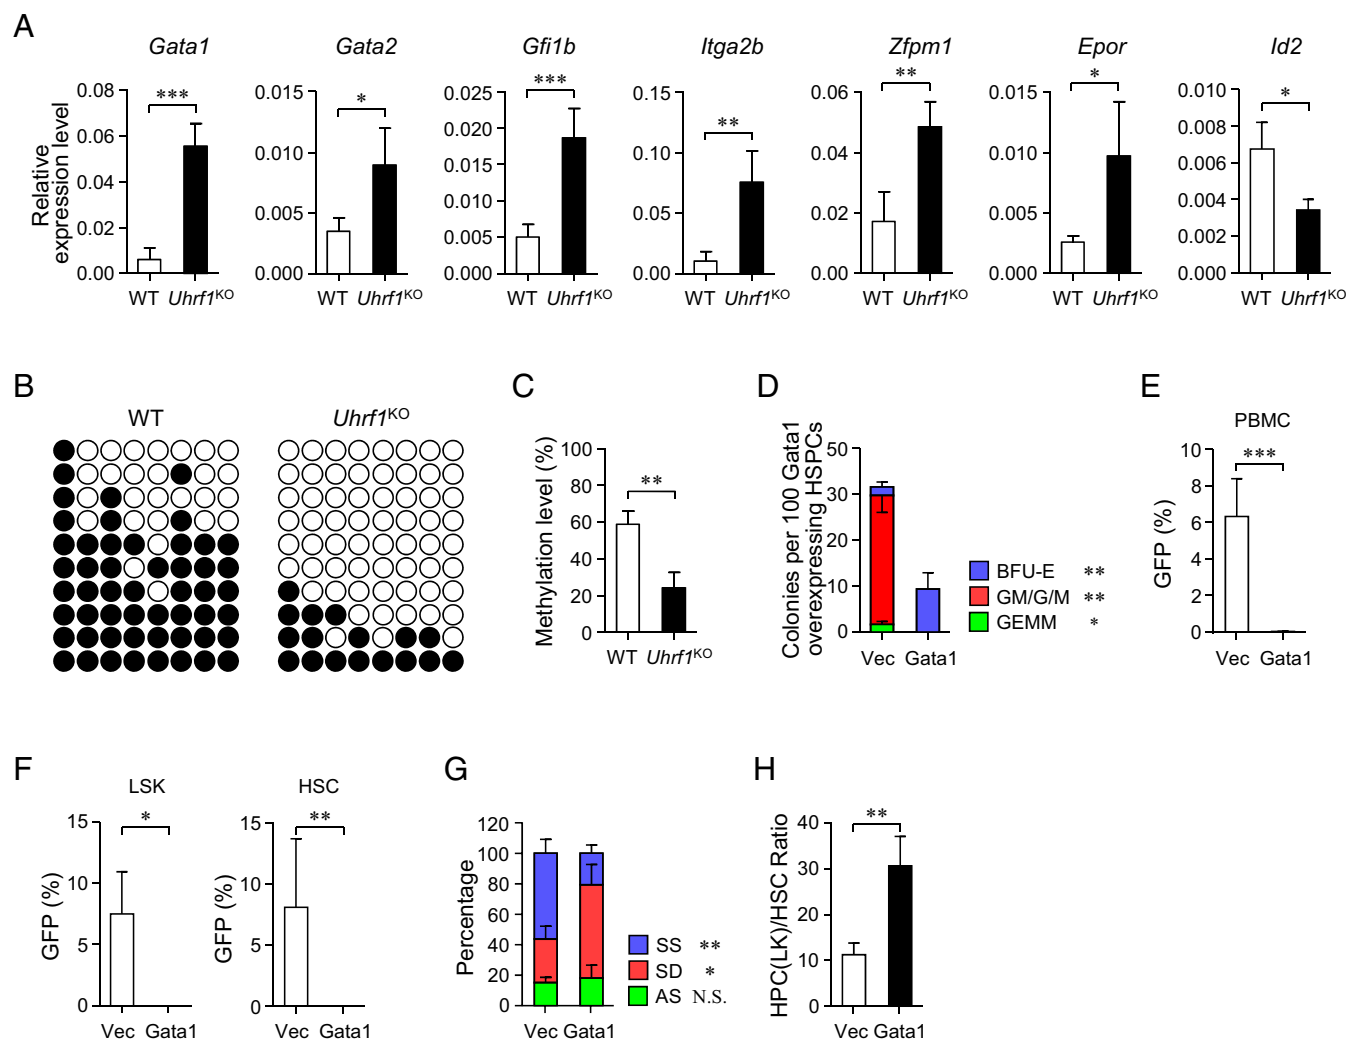 A
Gata1 Gata2 Gfi1b Itga2b Zfpm1 Epor Id2
*** * *** ** ** * *
Relative
expression level
0.08 0.06 0.04 0.02 0.00
0.015 0.010 0.005 0.000
0.025 0.020 0.015 0.010 0.005 0.000
0.15 0.10 0.05 0.00
0.06 0.04 0.02 0.00
0.015 0.010 0.005 0.000
0.010 0.008 0.006 0.004 0.002 0.000
WT Uhrf1KO WT Uhrf1KO WT Uhrf1KO WT Uhrf1KO WT Uhrf1KO WT Uhrf1KO WT Uhrf1KO
B
WT Uhrf1KO
C
Methylation level (%)
100 80 60 40 20 0
**
WT Uhrf1KO
D
Colonies per 100 Gata1
overexpressing HSPCs
50 30 20 10 0
Vec Gata1
BFU-E **
GM/G/M **
GEMM *
E
PBMC
GFP (%)
10 8 6 4 2 0
***
Vec Gata1
F
LSK
GFP (%)
15 10 5 0
*
Vec Gata1
HSC
GFP (%)
15 10 5 0
**
Vec Gata1
G
Percentage
120 100 80 60 40 20 0
Vec Gata1
SS **
SD *
AS N.S.
H
HPC(LK)/HSC Ratio
40 30 20 10 0
**
Vec Gata1